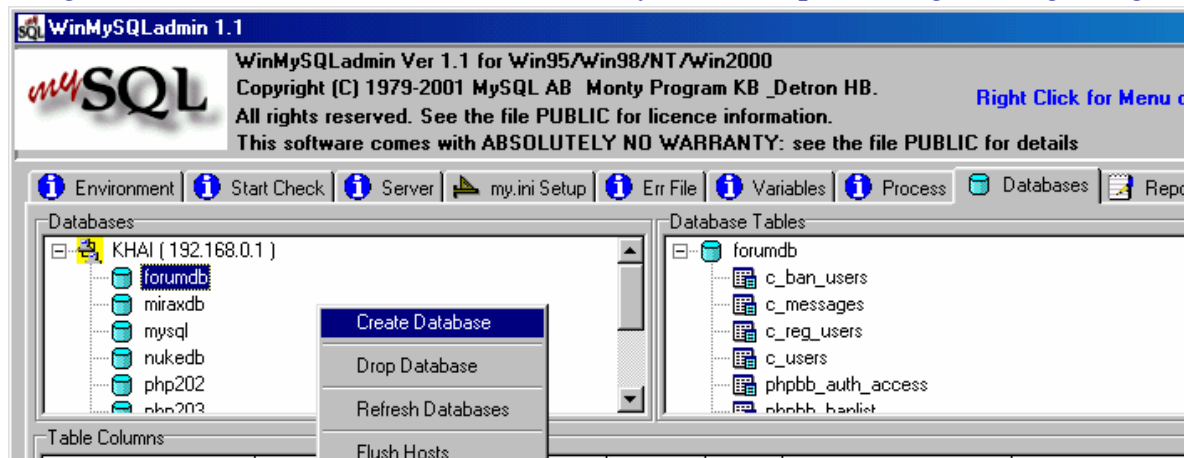 WinMySQLadmin 1.1
mySQL
WinMySQLadmin Ver 1.1 for Win95/Win98/NT/Win2000
Copyright (C) 1979-2001 MySQL AB Monty Program KB _Detron HB.
All rights reserved. See the file PUBLIC for licence information.
This software comes with ABSOLUTELY NO WARRANTY: see the file PUBLIC for details
Right Click for Menu
Environment Start Check Server my.ini Setup Err File Variables Process Databases Repo
Databases
KHAI ( 192.168.0.1 )
forumdb
miraxdb
mysql
nukedb
php202
php203
Create Database
Drop Database
Refresh Databases
Flush Hosts
Database Tables
forumdb
c_ban_users
c_messages
c_reg_users
c_users
phpbb_auth_access
phpbb_banlist
Table Columns